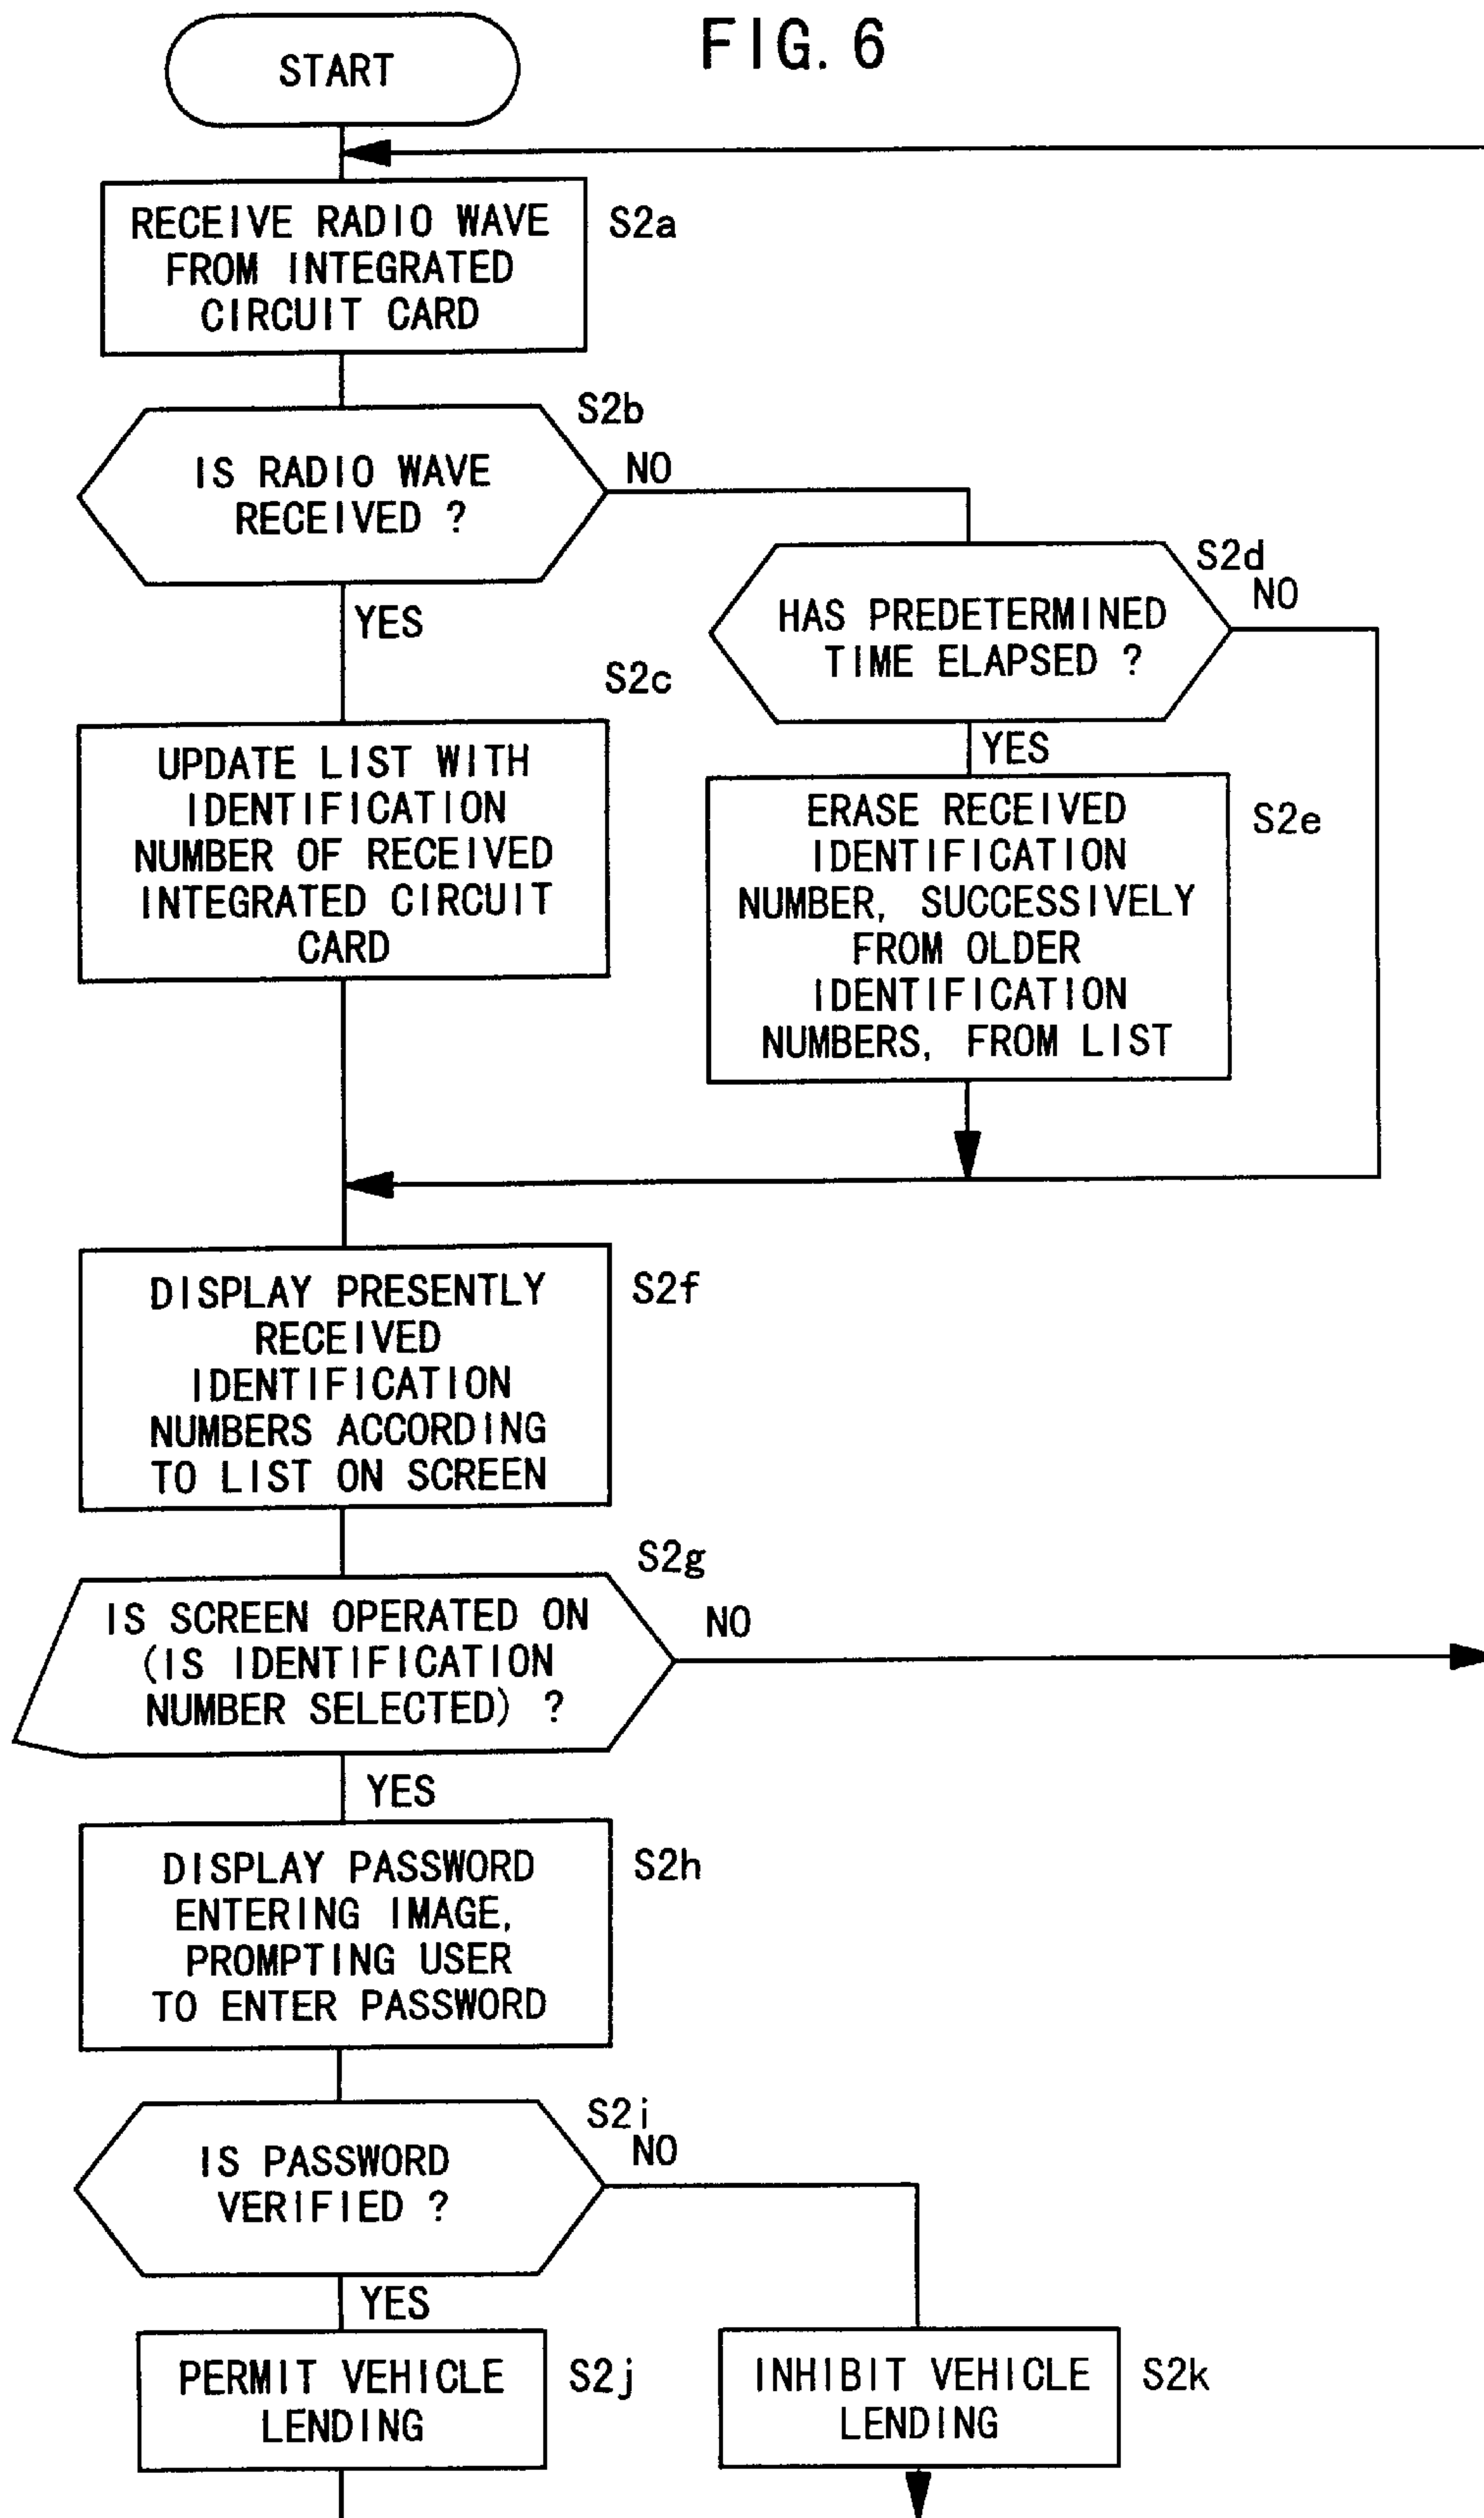 FIG. 6
START
RECEIVE RADIO WAVE
FROM INTEGRATED
CIRCUIT CARD
S2a
S2b
IS RADIO WAVE
RECEIVED ?
NO
YES
S2d
HAS PREDETERMINED
TIME ELAPSED ?
NO
YES
S2c
UPDATE LIST WITH
IDENTIFICATION
NUMBER OF RECEIVED
INTEGRATED CIRCUIT
CARD
ERASE RECEIVED
IDENTIFICATION
NUMBER, SUCCESSIVELY
FROM OLDER
IDENTIFICATION
NUMBERS, FROM LIST
S2e
DISPLAY PRESENTLY
RECEIVED
IDENTIFICATION
NUMBERS ACCORDING
TO LIST ON SCREEN
S2f
S2g
IS SCREEN OPERATED ON
(IS IDENTIFICATION
NUMBER SELECTED) ?
NO
YES
DISPLAY PASSWORD
ENTERING IMAGE,
PROMPTING USER
TO ENTER PASSWORD
S2h
S2i
IS PASSWORD
VERIFIED ?
NO
YES
PERMIT VEHICLE
LENDING
S2j
INHIBIT VEHICLE
LENDING
S2k